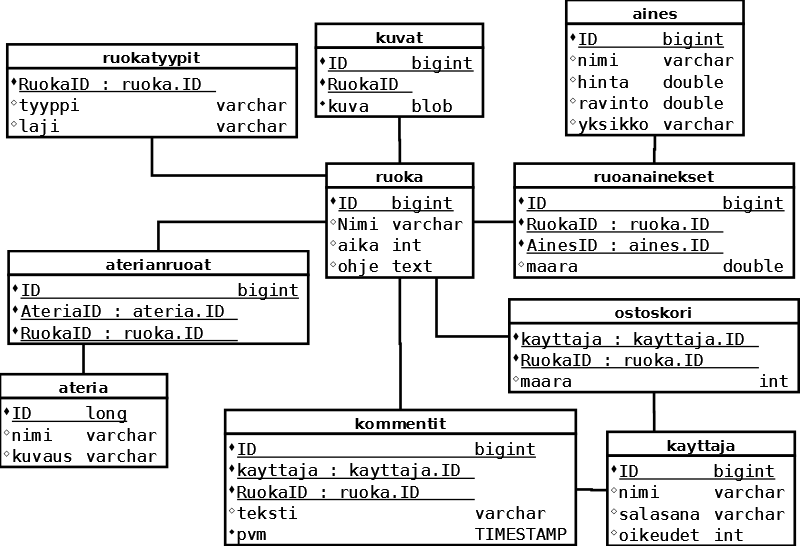 ruokatyypit
RuokaID : ruoka.ID
tyyppi varchar
laji varchar
kuvat
ID bigint
RuokaID
kuva blob
aines
ID bigint
nimi varchar
hinta double
ravinto double
yksikko varchar
ruoka
ID bigint
Nimi varchar
aika int
ohje text
ruoanainekset
ID bigint
RuokaID : ruoka.ID
AinesID : aines.ID
maara double
aterianruoat
ID bigint
AteriaID : ateria.ID
RuokaID : ruoka.ID
ostoskori
kayttaja : kayttaja.ID
RuokaID : ruoka.ID
maara int
ateria
ID long
nimi varchar
kuvaus varchar
kommentit
ID bigint
kayttaja : kayttaja.ID
RuokaID : ruoka.ID
teksti varchar
pvm TIMESTAMP
kayttaja
ID bigint
nimi varchar
salasana varchar
oikeudet int